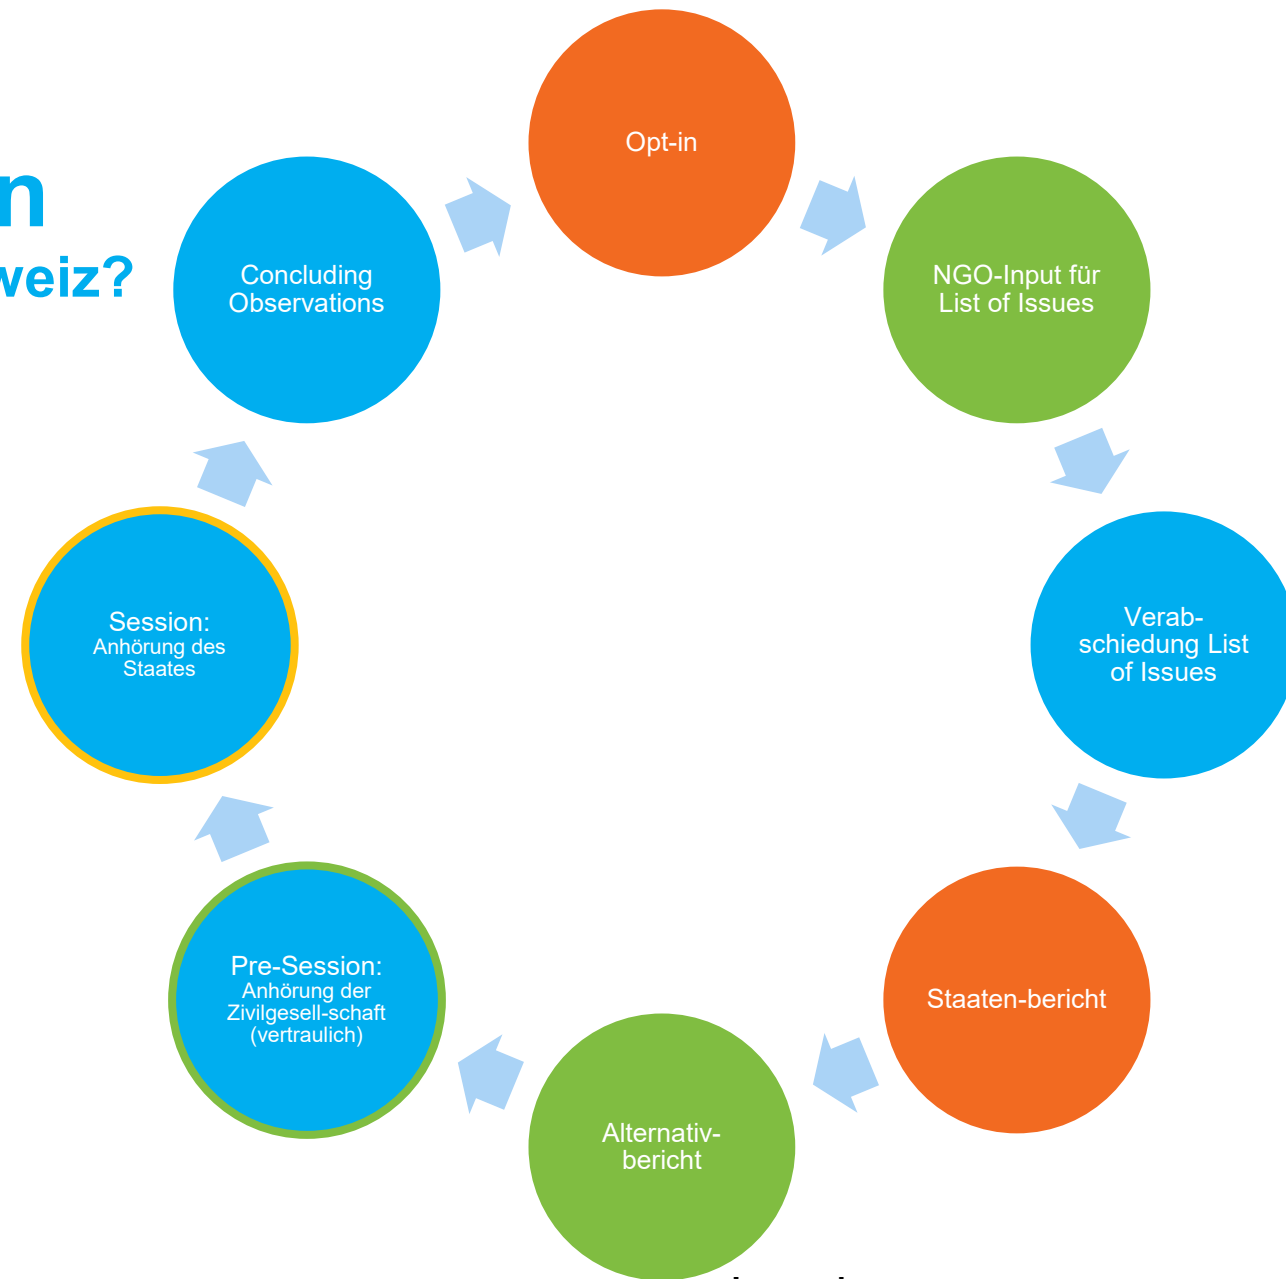 n
weiz?
Opt-in
NGO-Input für
List of Issues
Verab-
schiedung List
of Issues
Staaten-bericht
Alternativ-
bericht
Pre-Session:
Anhörung der
Zivilgesell-schaft
(vertraulich)
Session:
Anhörung des
Staates
Concluding
Observations